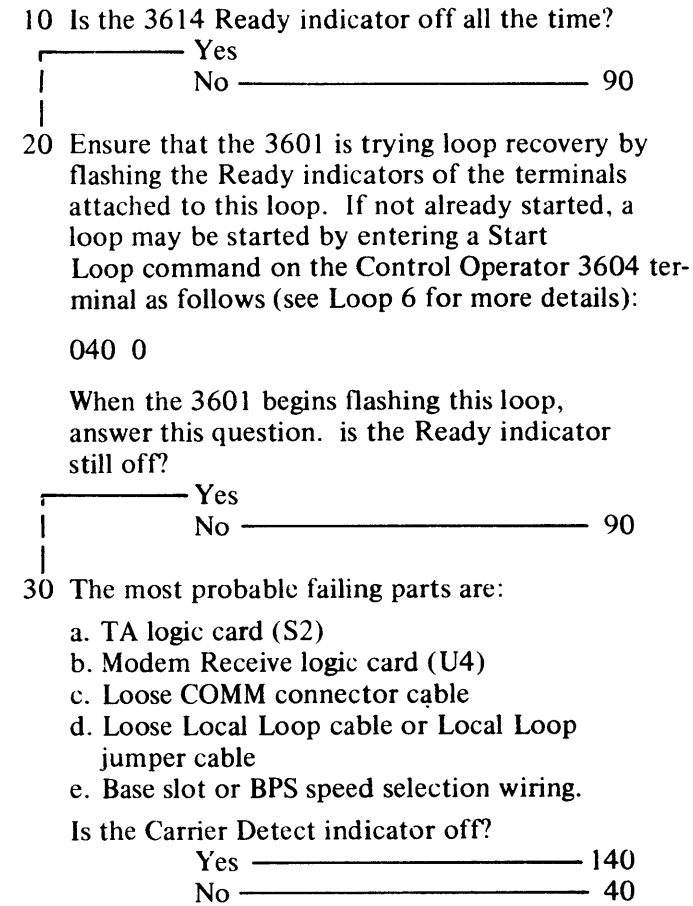 10 Is the 3614 Ready indicator off all the time?
Yes
No 90
20 Ensure that the 3601 is trying loop recovery by
flashing the Ready indicators of the terminals
attached to this loop. If not already started, a
loop may be started by entering a Start
Loop command on the Control Operator 3604 ter-
minal as follows (see Loop 6 for more details):
040 0
When the 3601 begins flashing this loop,
answer this question. is the Ready indicator
still off?
Yes
No 90
30 The most probable failing parts are:
a. TA logic card (S2)
b. Modem Receive logic card (U4)
c. Loose COMM connector cable
d. Loose Local Loop cable or Local Loop
jumper cable
e. Base slot or BPS speed selection wiring.
Is the Carrier Detect indicator off?
Yes 140
No 40